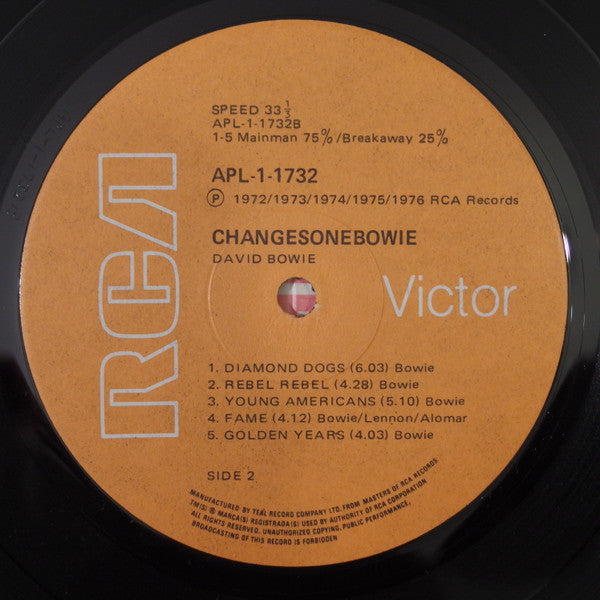 SPEED 33 1/3
APL-1-1732B
1-5 Mainman 75%/Breakaway 25%
APL-1-1732
Ⓟ 1972/1973/1974/1975/1976 RCA Records
CHANGESONEBOWIE
DAVID BOWIE
RCA
Victor
1. DIAMOND DOGS (6.03) Bowie
2. REBEL REBEL (4.28) Bowie
3. YOUNG AMERICANS (5.10) Bowie
4. FAME (4.12) Bowie/Lennon/Alomar
5. GOLDEN YEARS (4.03) Bowie
SIDE 2
MANUFACTURED BY TEAL RECORD COMPANY LTD. FROM MASTERS OF RCA RECORDS
TM(S) ® MARCA(S) REGISTRADA(S) USED BY AUTHORITY OF RCA CORPORATION
ALL RIGHTS RESERVED. UNAUTHORIZED COPYING, PUBLIC PERFORMANCE,
BROADCASTING OF THIS RECORD IS FORBIDDEN